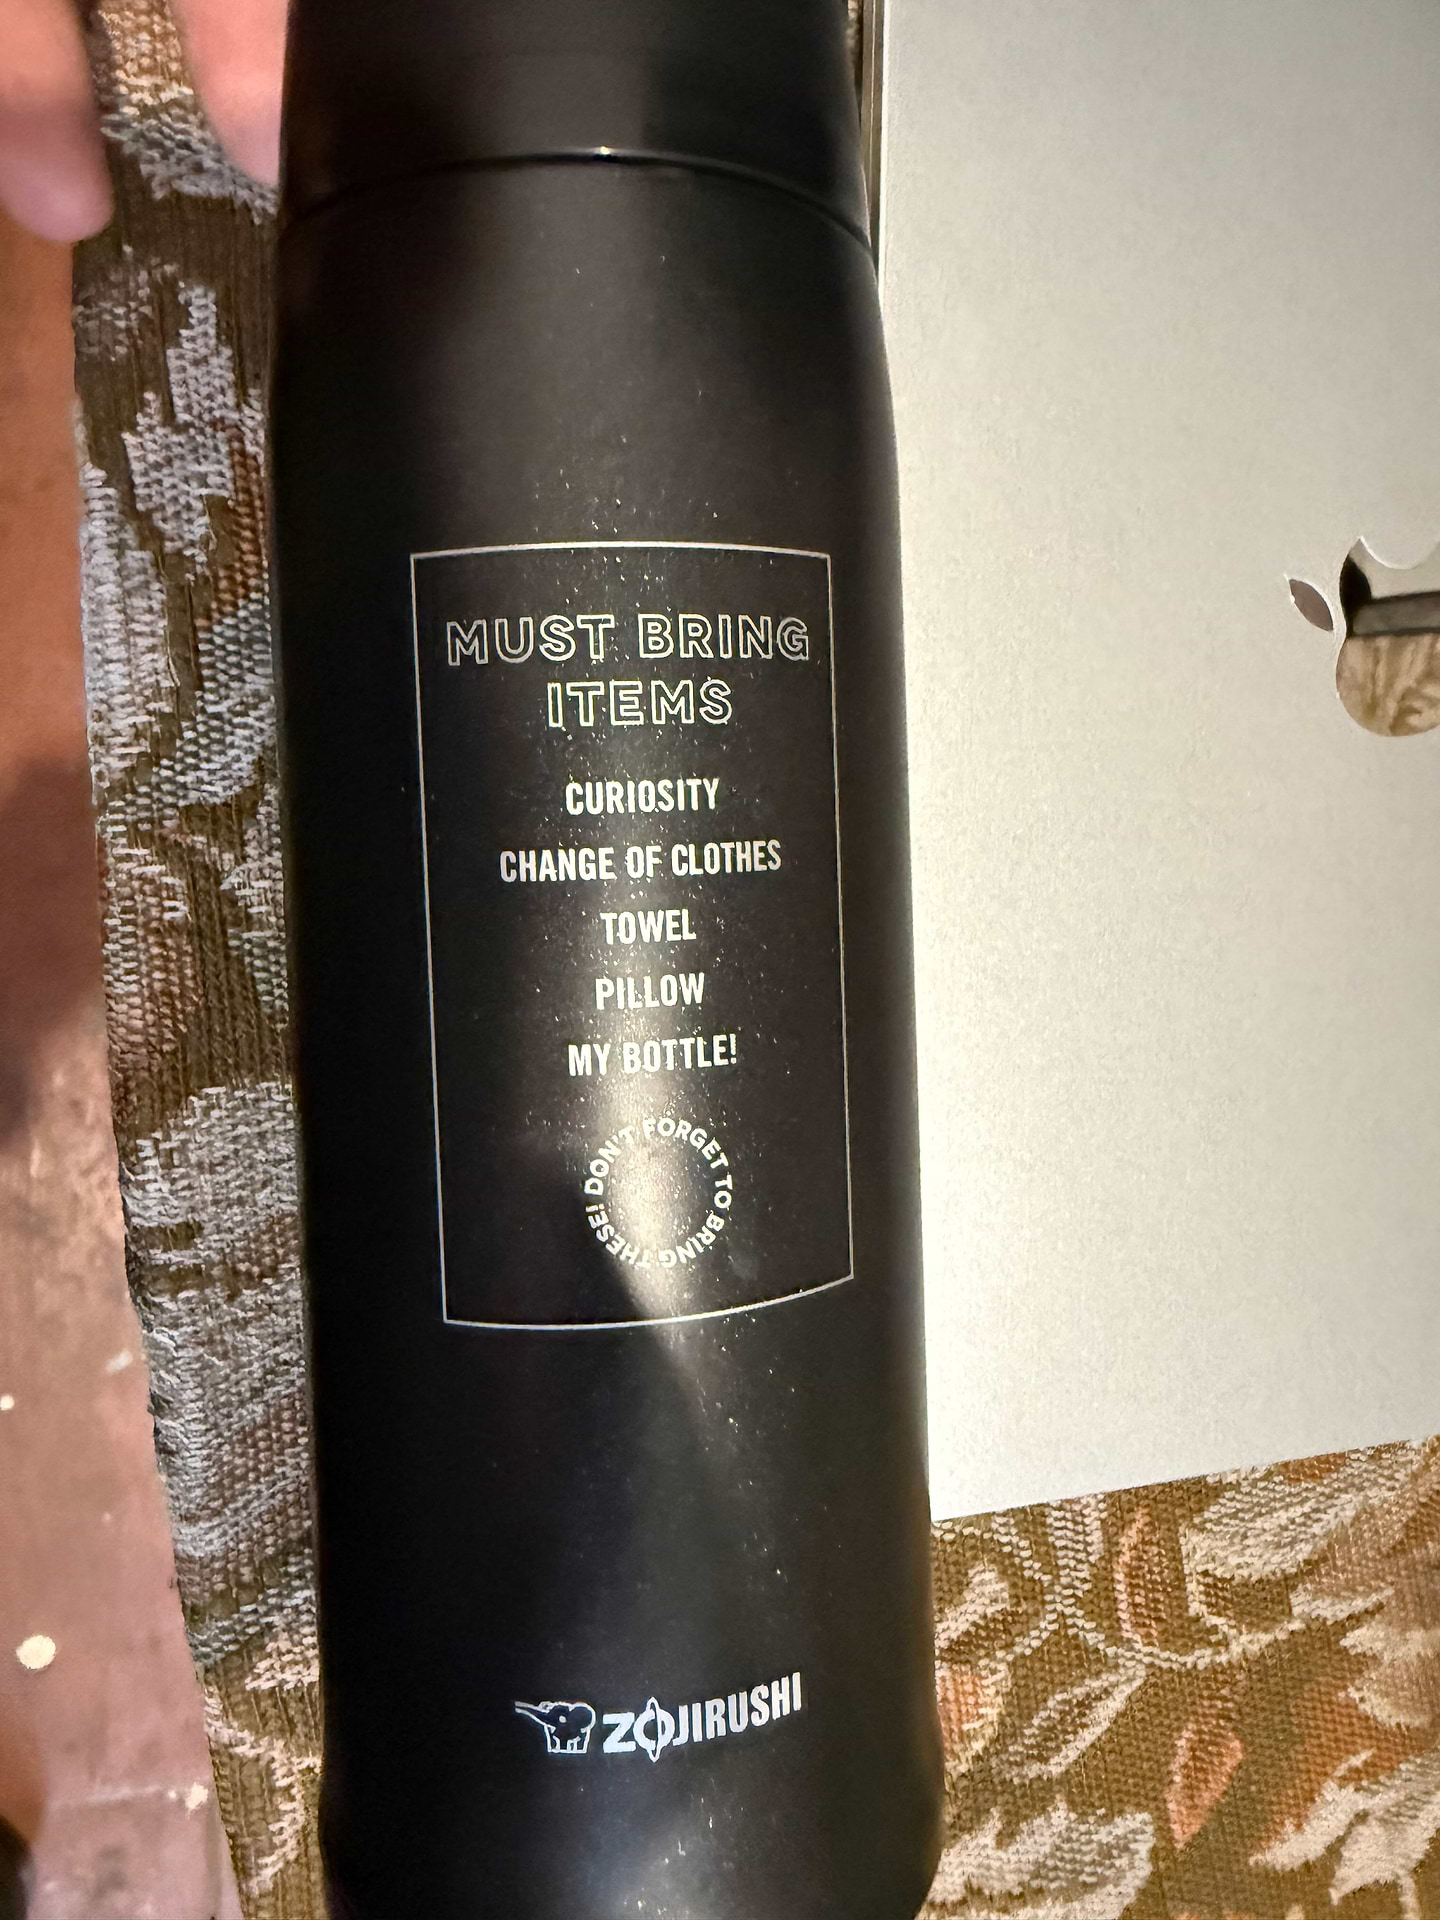 MUST BRING
ITEMS
CURIOSITY
CHANGE OF CLOTHES
TOWEL
PILLOW
MY BOTTLE!
DON'T FORGET TO BRING THESE!
ZOJIRUSHI